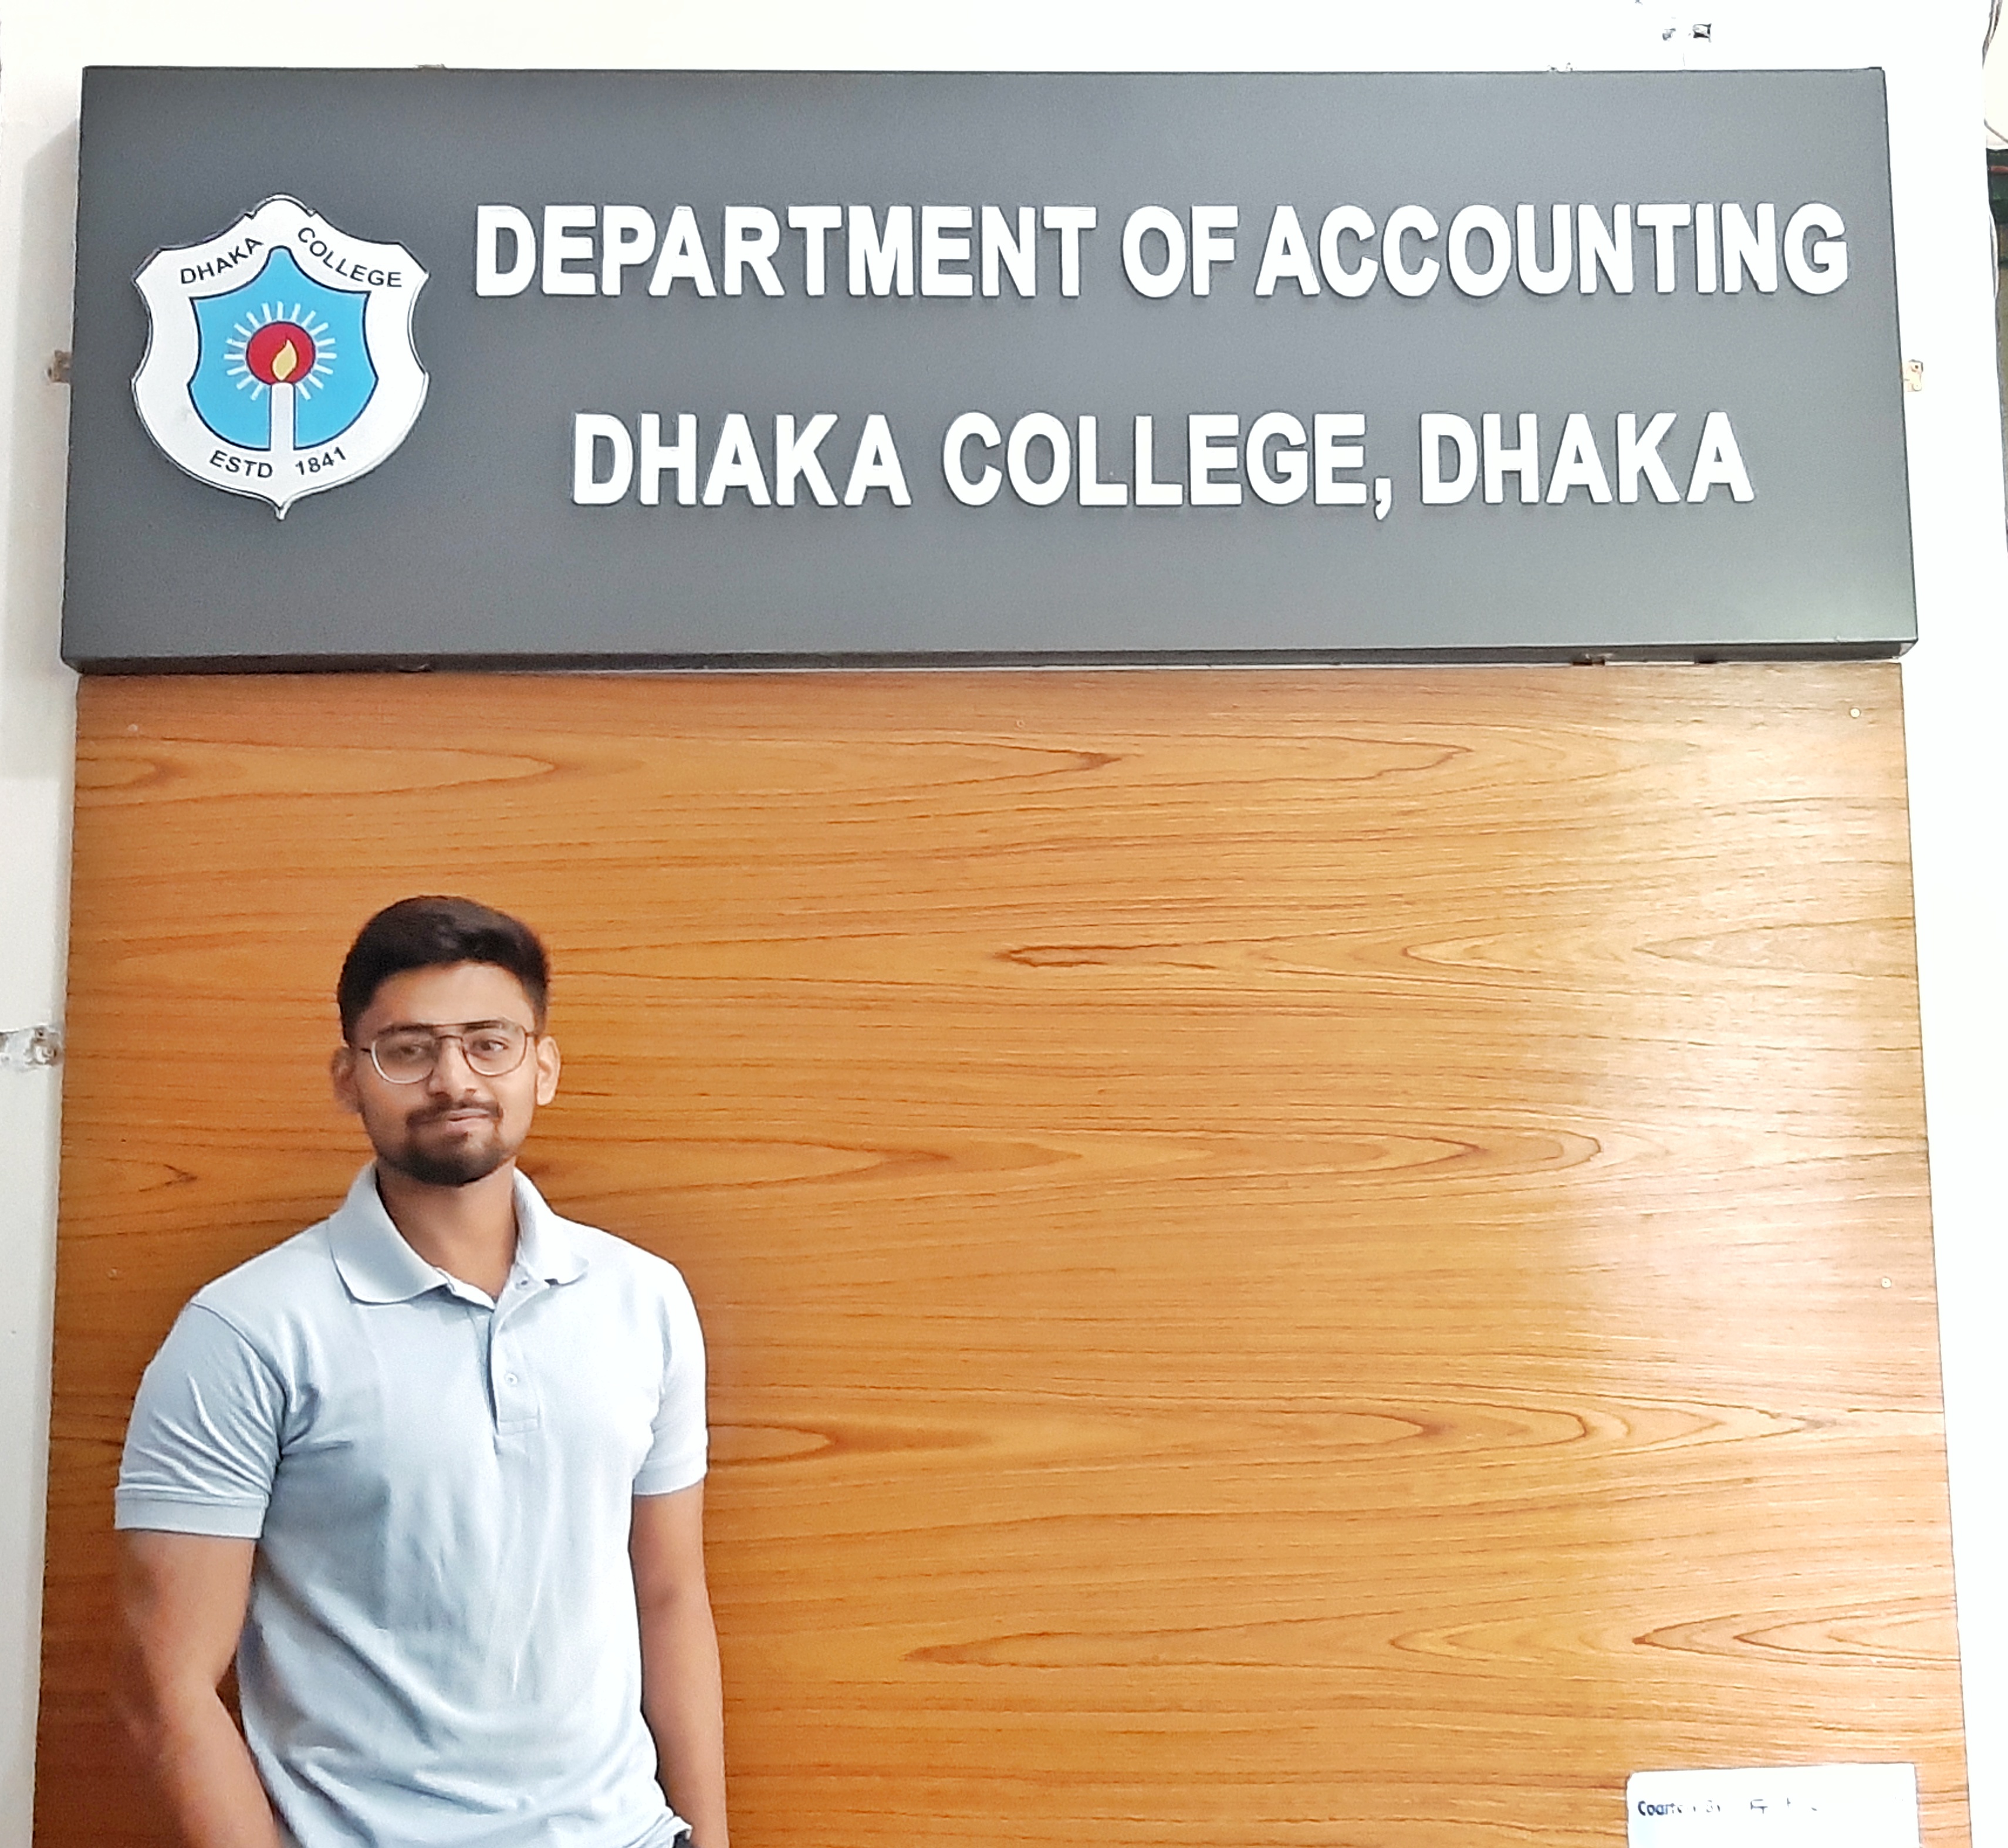 DHAKA COLLEGE
ESTD 1841
DEPARTMENT OF ACCOUNTING
DHAKA COLLEGE, DHAKA